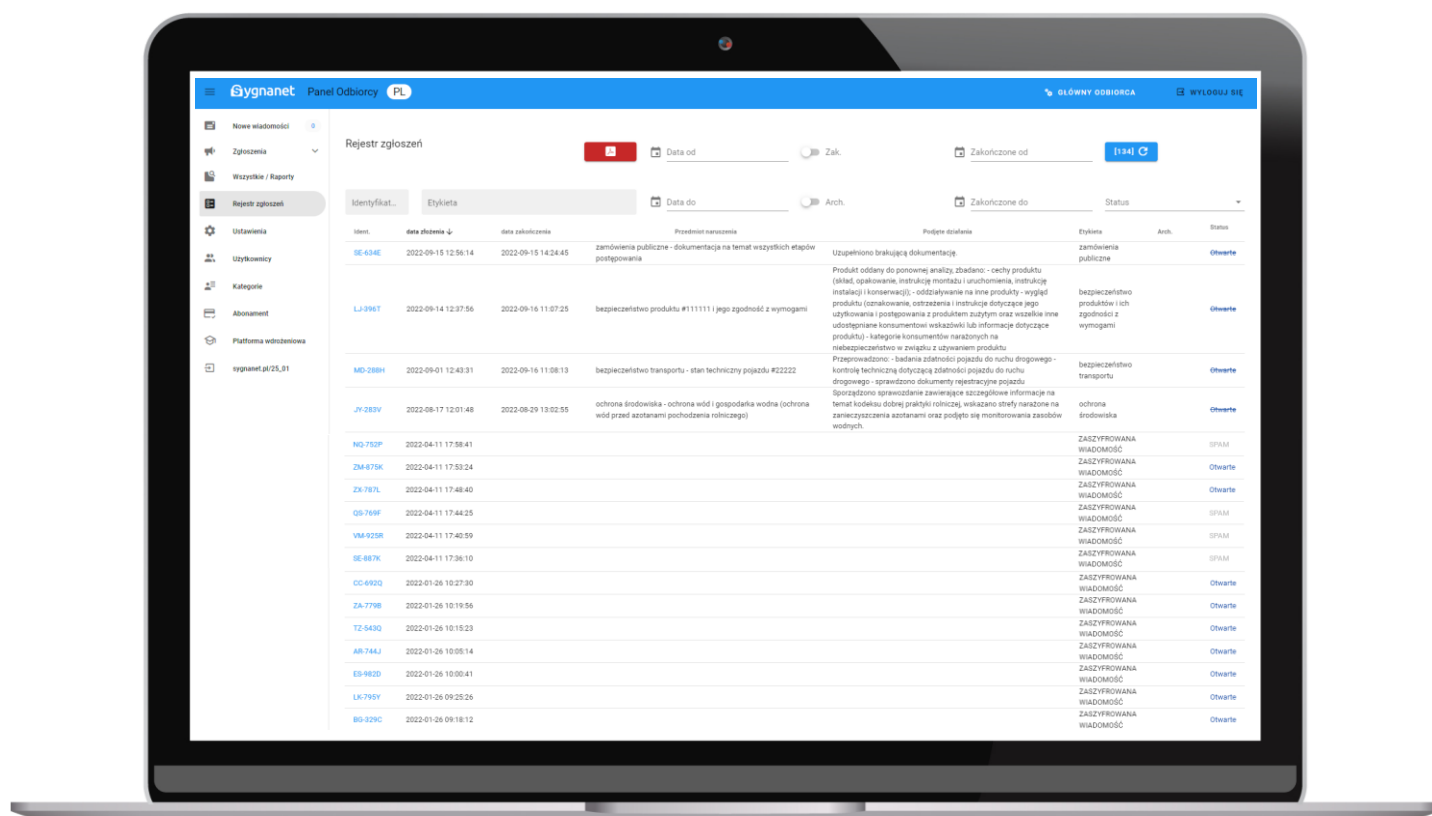 Sygnanet Panel Odbiorcy PL
GŁÓWNY ODBIORCA
WYLOGUJ SIĘ
Nowe wiadomości 0
Zgłoszenia
Wszystkie / Raporty
Rejestr zgłoszeń
Ustawienia
Użytkownicy
Kategorie
Abonament
Platforma wdrożeniowa
sygnanet.pl/25_01
Rejestr zgłoszeń
Data od
Zak.
Zakończone od
[134]
Identyfikat...
Etykieta
Data do
Arch.
Zakończone do
Status
Ident. data złożenia data zakończenia Przedmiot naruszenia Podjęte działania Etykieta Arch. Status
SE-634E 2022-09-15 12:56:14 2022-09-15 14:24:45
zamówienia publiczne - dokumentacja na temat wszystkich etapów
postępowania
Uzupełniono brakującą dokumentację.
zamówienia
publiczne
Otwarte
LJ-396T 2022-09-14 12:37:56 2022-09-16 11:07:25
bezpieczeństwo produktu #111111 i jego zgodność z wymogami
Produkt oddany do ponownej analizy, zbadano: - cechy produktu
(skład, opakowanie, instrukcję montażu i uruchomienia, instrukcję
instalacji i konserwacji); - oddziaływanie na inne produkty - wygląd
produktu (oznakowanie, ostrzeżenia i instrukcje dotyczące jego
użytkowania i postępowania z produktem zużytym oraz wszelkie inne
udostępniane konsumentowi wskazówki lub informacje dotyczące
produktu) - kategorie konsumentów narażonych na
niebezpieczeństwo w związku z używaniem produktu
bezpieczeństwo
produktów i ich
zgodności z
wymogami
Otwarte
MD-288H 2022-09-01 12:43:31 2022-09-16 11:08:13
bezpieczeństwo transportu - stan techniczny pojazdu #22222
Przeprowadzono: - badania zdatności pojazdu do ruchu drogowego -
kontrolę techniczną dotyczącą zdatności pojazdu do ruchu
drogowego - sprawdzono dokumenty rejestracyjne pojazdu
bezpieczeństwo
transportu
Otwarte
JY-283V 2022-08-17 12:01:48 2022-08-29 13:02:55
ochrona środowiska - ochrona wód i gospodarka wodna (ochrona
wód przed azotanami pochodzenia rolniczego)
Sporządzono sprawozdanie zawierające szczegółowe informacje na
temat kodeksu dobrej praktyki rolniczej, wskazano strefy narażone na
zanieczyszczenia azotanami oraz podjęto się monitorowania zasobów
wodnych.
ochrona
środowiska
Otwarte
NQ-752P 2022-04-11 17:58:41 ZASZYFROWANA
WIADOMOŚĆ SPAM
ZM-875K 2022-04-11 17:53:24 ZASZYFROWANA
WIADOMOŚĆ Otwarte
ZX-787L 2022-04-11 17:48:40 ZASZYFROWANA
WIADOMOŚĆ Otwarte
QS-769F 2022-04-11 17:44:25 ZASZYFROWANA
WIADOMOŚĆ SPAM
VM-925R 2022-04-11 17:40:59 ZASZYFROWANA
WIADOMOŚĆ SPAM
SE-887K 2022-04-11 17:36:10 ZASZYFROWANA
WIADOMOŚĆ SPAM
CC-692Q 2022-01-26 10:27:30 ZASZYFROWANA
WIADOMOŚĆ Otwarte
ZA-779B 2022-01-26 10:19:56 ZASZYFROWANA
WIADOMOŚĆ Otwarte
TZ-543Q 2022-01-26 10:15:23 ZASZYFROWANA
WIADOMOŚĆ Otwarte
AR-744J 2022-01-26 10:05:14 ZASZYFROWANA
WIADOMOŚĆ Otwarte
ES-982D 2022-01-26 10:00:41 ZASZYFROWANA
WIADOMOŚĆ Otwarte
LK-795Y 2022-01-26 09:25:26 ZASZYFROWANA
WIADOMOŚĆ Otwarte
BG-329C 2022-01-26 09:18:12 ZASZYFROWANA
WIADOMOŚĆ Otwarte